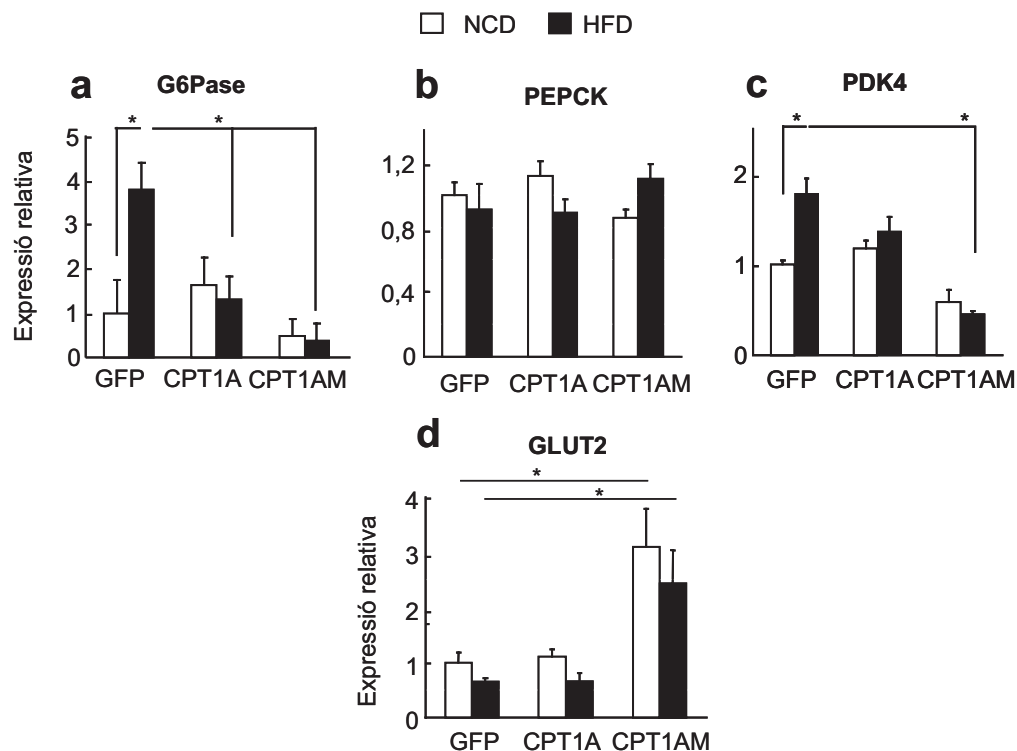 NCD HFD
a G6Pase
* *
5
4
3
2
1
0
Expressió relativa
GFP CPT1A CPT1AM
b PEPCK
1,2
0,8
0,4
0
GFP CPT1A CPT1AM
c PDK4
* *
2
1
0
GFP CPT1A CPT1AM
d GLUT2
*
*
4
3
2
1
0
Expressió relativa
GFP CPT1A CPT1AM